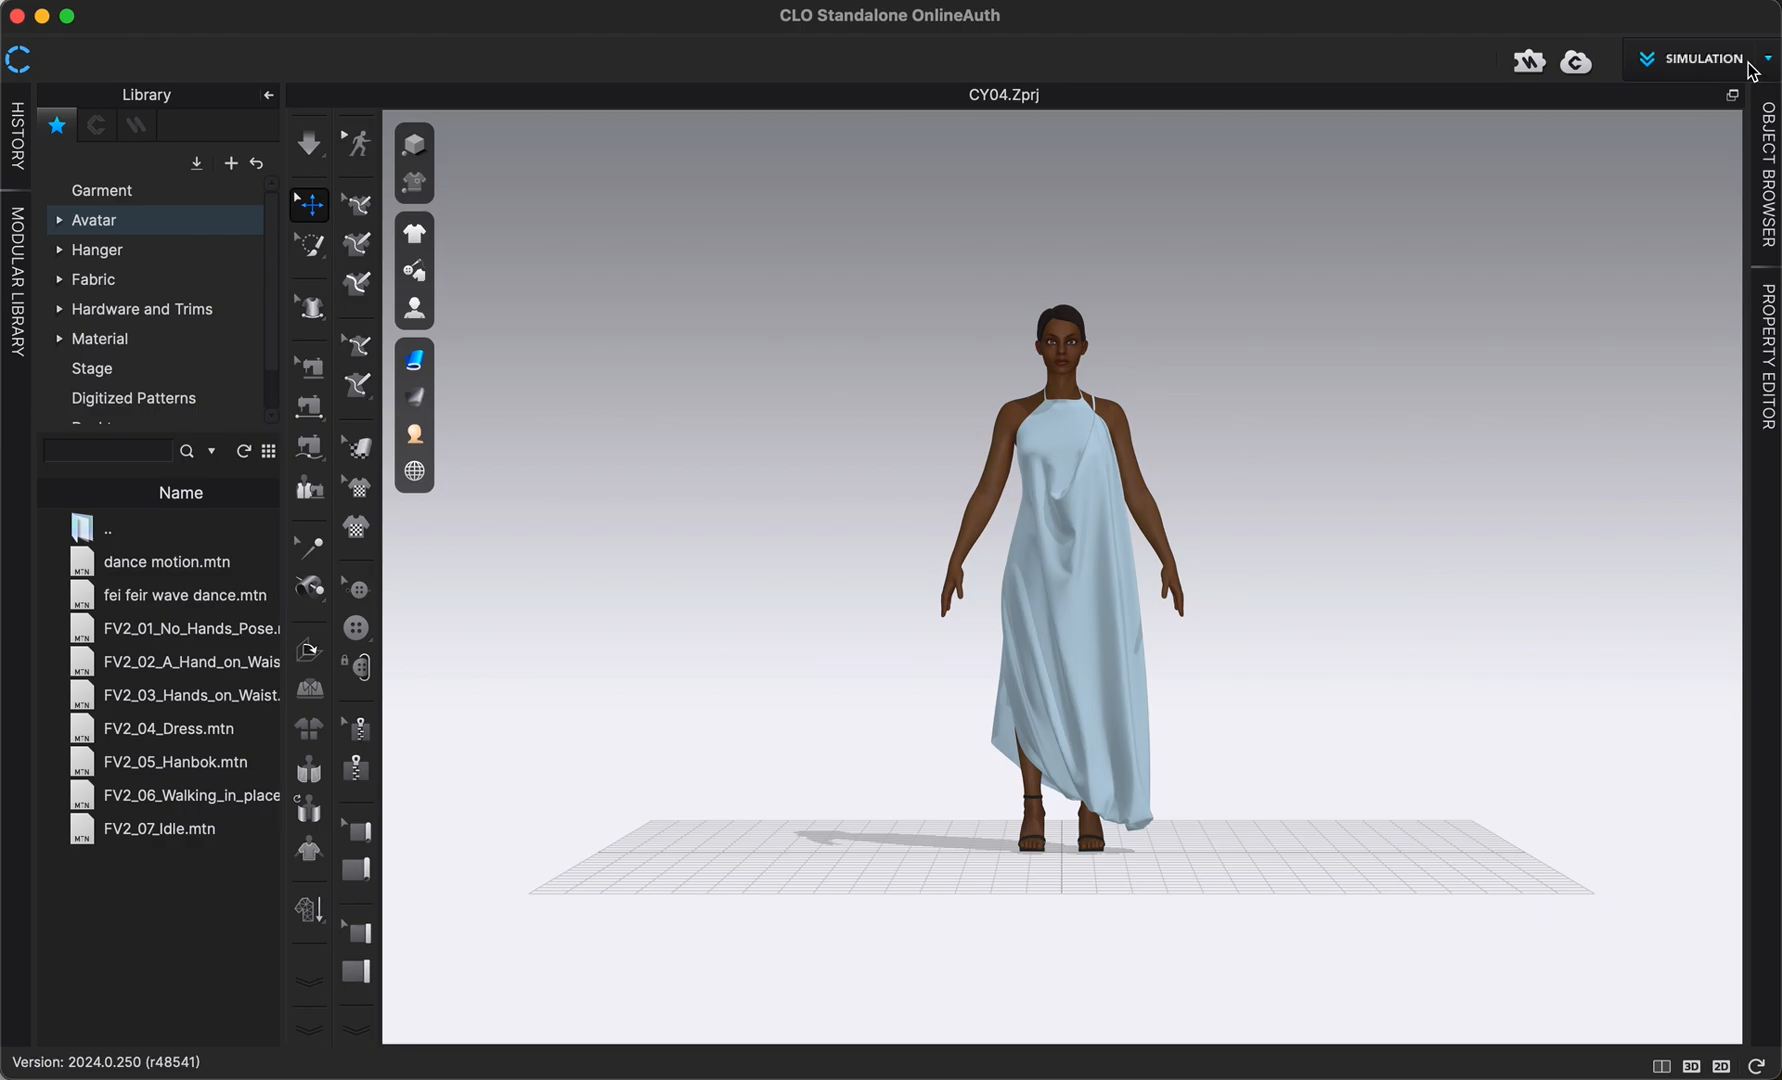 CLO Standalone OnlineAuth
SIMULATION
HISTORY
MODULAR LIBRARY
Library
Garment
Avatar
Hanger
Fabric
Hardware and Trims
Material
Stage
Digitized Patterns
Name
..
dance motion.mtn
fei feir wave dance.mtn
FV2_01_No_Hands_Pose.
FV2_02_A_Hand_on_Wais
FV2_03_Hands_on_Waist.
FV2_04_Dress.mtn
FV2_05_Hanbok.mtn
FV2_06_Walking_in_place
FV2_07_Idle.mtn
CY04.Zprj
OBJECT BROWSER
PROPERTY EDITOR
Version: 2024.0.250 (r48541)
3D
2D